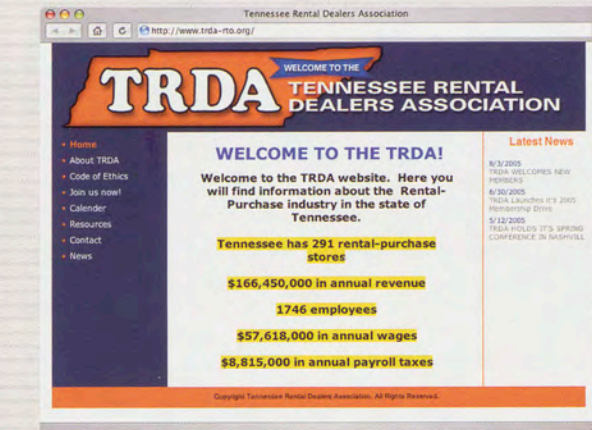 Tennessee Rental Dealers Association
http://www.trda-rto.org/
WELCOME TO THE
TRDA
TENNESSEE RENTAL
DEALERS ASSOCIATION
Home
About TRDA
Code of Ethics
Join us now!
Calender
Resources
Contact
News
WELCOME TO THE TRDA!
Welcome to the TRDA website. Here you
will find information about the Rental-
Purchase industry in the state of
Tennessee.
Tennessee has 291 rental-purchase
stores
$166,450,000 in annual revenue
1746 employees
$57,618,000 in annual wages
$8,815,000 in annual payroll taxes
Latest News
8/3/2005
TRDA WELCOMES NEW
MEMBERS
6/30/2005
TRDA Launches it's 2005
Membership Drive
5/12/2005
TRDA HOLDS IT'S SPRING
CONFERENCE IN NASHVILL
Copyright Tennessee Rental Dealers Association. All Rights Reserved.